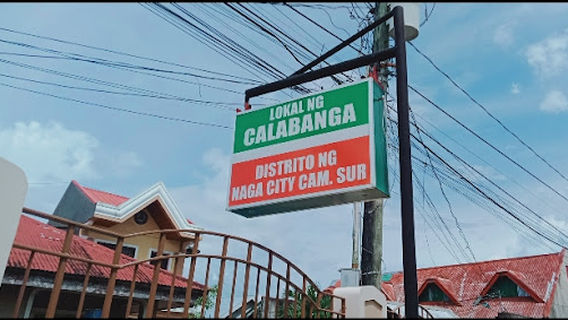 LOKAL NG
CALABANGA
DISTRITO NG
NAGA CITY CAM. SUR